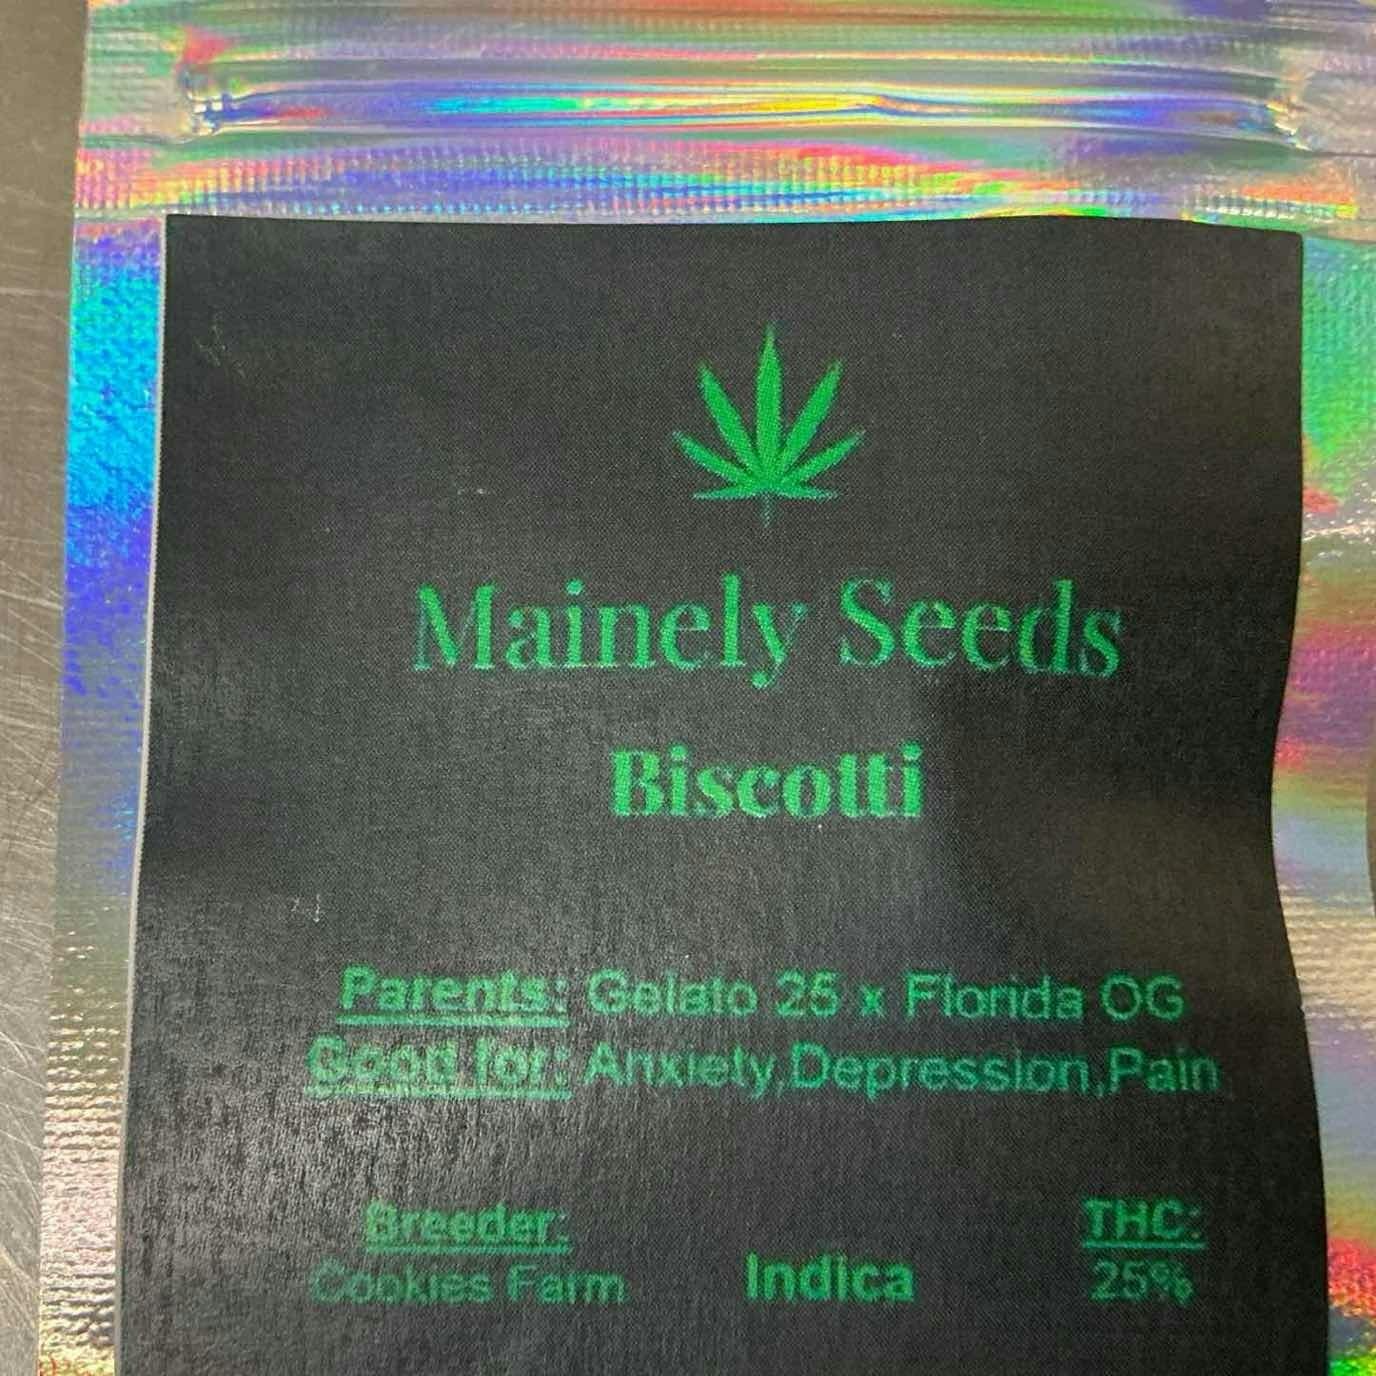 Mainely Seeds
Biscotti
Parents: Gelato 25 x Florida OG
Good for: Anxiety,Depression,Pain
Breeder:
Cookies Farm
Indica
THC:
25%